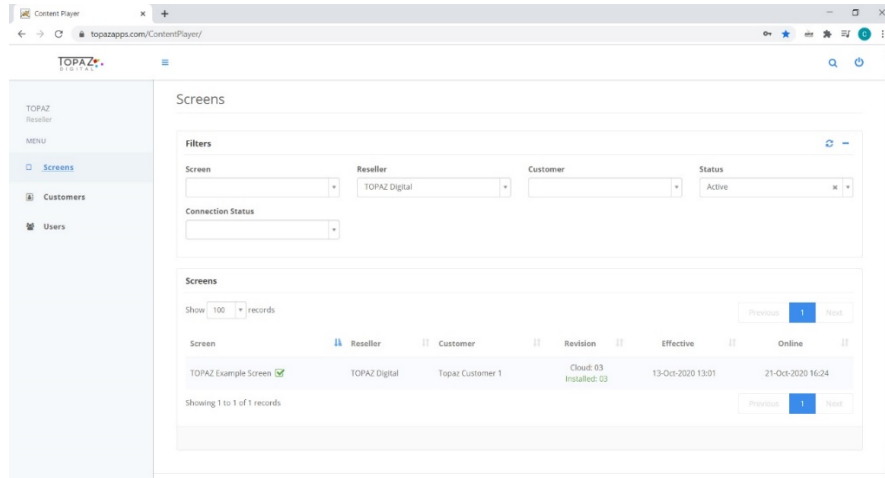 Content Player
topazapps.com/ContentPlayer/
TOPAZ
DIGITAL
TOPAZ
Reseller
MENU
Screens
Customers
Users
Screens
Filters
Screen Reseller Customer Status
TOPAZ Digital Active
Connection Status
Screens
Show 100 records
Previous 1 Next
Screen Reseller Customer Revision Effective Online
TOPAZ Example Screen TOPAZ Digital Topaz Customer 1 Cloud: 03 13-Oct-2020 13:01 21-Oct-2020 16:24
Installed: 03
Showing 1 to 1 of 1 records
Previous 1 Next